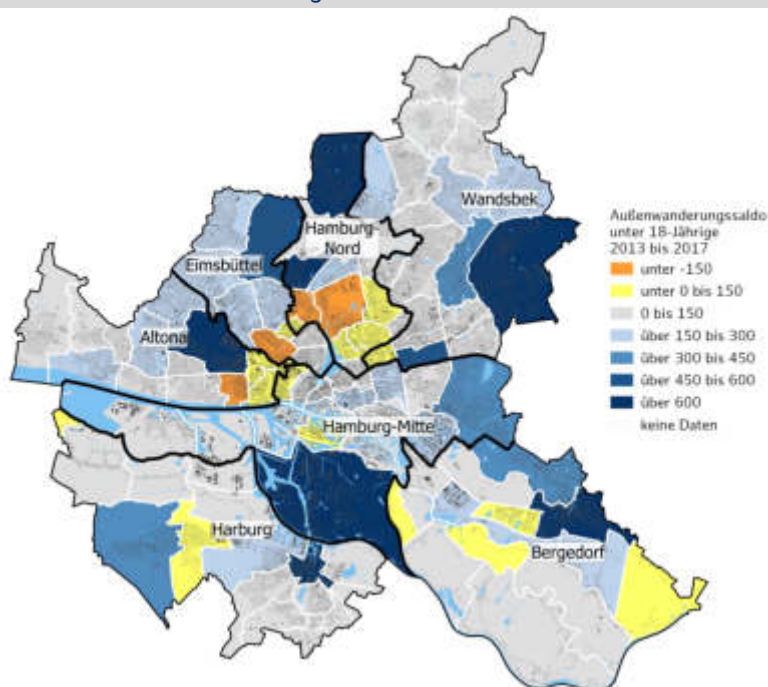 Wandsbek
Hamburg-
Nord
Eimsbüttel
Altona
Hamburg-Mitte
Harburg
Bergedorf
Außenwanderungssaldo
unter 18-Jährige
2013 bis 2017
unter -150
unter 0 bis 150
0 bis 150
über 150 bis 300
über 300 bis 450
über 450 bis 600
über 600
keine Daten